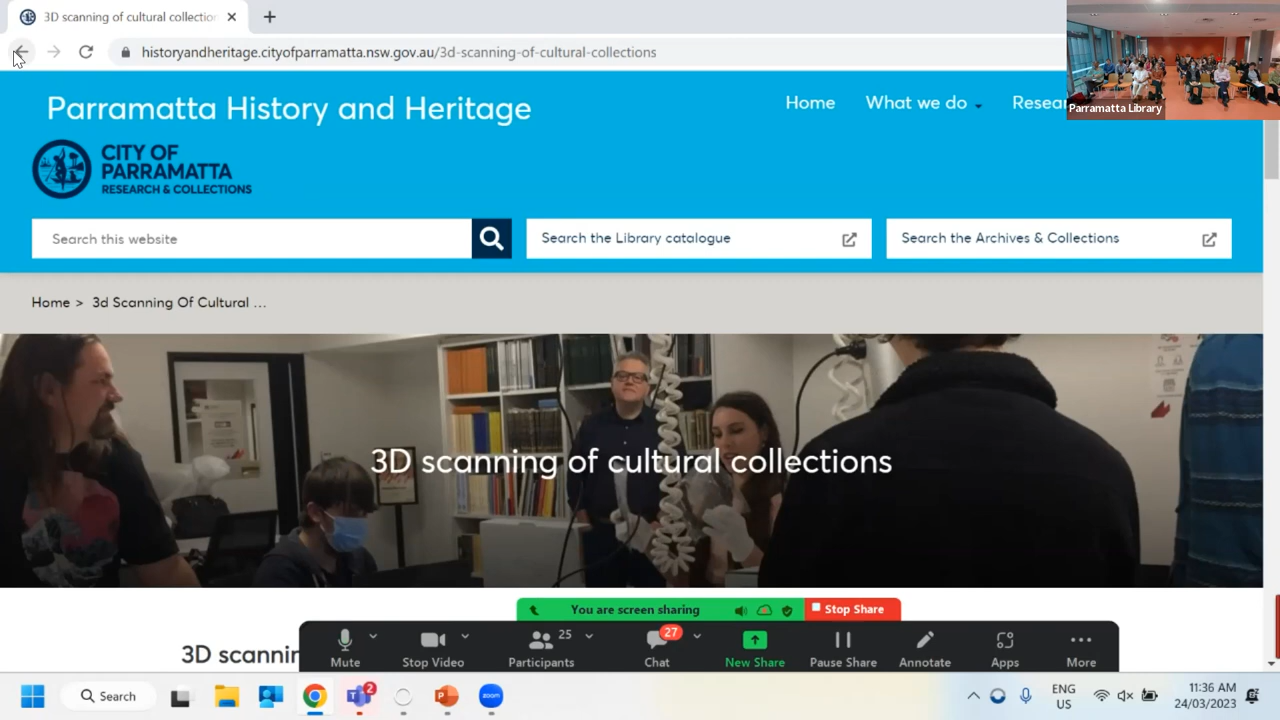 3D scanning of cultural collection
historyandheritage.cityofparramatta.nsw.gov.au/3d-scanning-of-cultural-collections
Parramatta Library
Parramatta History and Heritage
Home
What we do
Resear
CITY OF
PARRAMATTA
RESEARCH & COLLECTIONS
Search this website
Search the Library catalogue
Search the Archives & Collections
Home > 3d Scanning Of Cultural ...
3D scanning of cultural collections
You are screen sharing
Stop Share
3D scannin
Mute
Stop Video
25
Participants
27
Chat
New Share
Pause Share
Annotate
Apps
More
Search
2
zoom
ENG
US
11:36 AM
24/03/2023